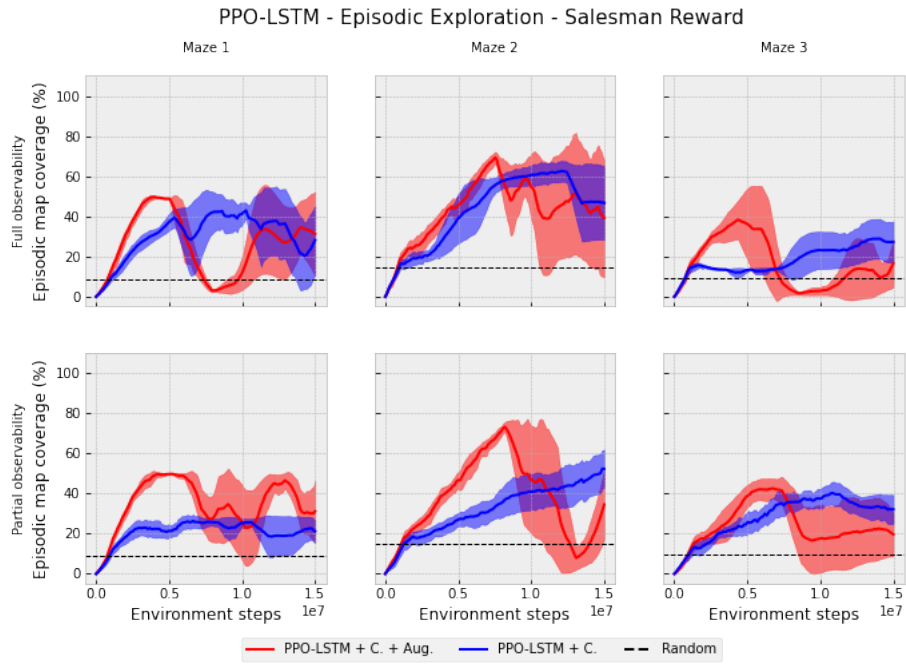 PPO-LSTM - Episodic Exploration - Salesman Reward
Maze 1
Maze 2
Maze 3
Full observability
Episodic map coverage (%)
100
80
60
40
20
0
Partial observability
Episodic map coverage (%)
100
80
60
40
20
0
0.0 0.5 1.0 1.5
1e7
Environment steps
0.0 0.5 1.0 1.5
1e7
Environment steps
0.0 0.5 1.0 1.5
1e7
Environment steps
PPO-LSTM + C. + Aug.
PPO-LSTM + C.
Random